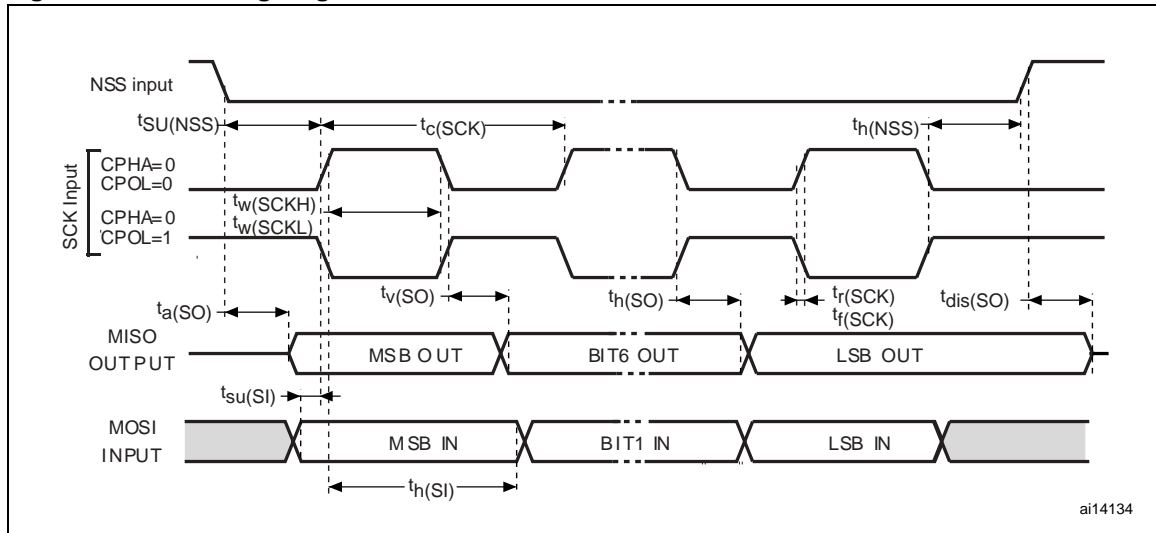 NSS input
tSU(NSS)
tc(SCK)
th(NSS)
SCK Input
CPHA=0
CPOL=0
tw(SCKH)
CPHA=0
tw(SCKL)
CPOL=1
tv(SO)
th(SO)
tr(SCK)
tf(SCK)
tdis(SO)
ta(SO)
MISO
OUTPUT
MSB OUT
BIT6 OUT
LSB OUT
tsu(SI)
MOSI
INPUT
MSB IN
BIT1 IN
LSB IN
th(SI)
ai14134